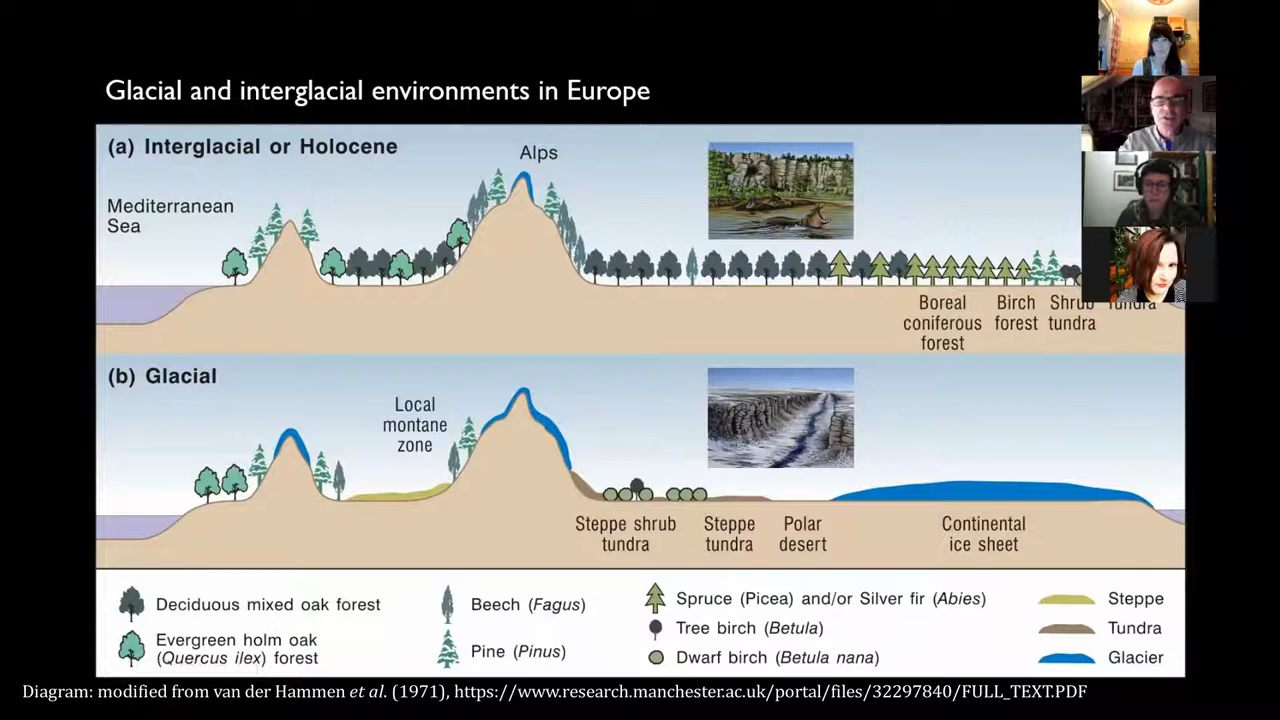 Glacial and interglacial environments in Europe
(a) Interglacial or Holocene
Alps
Mediterranean
Sea
Boreal
coniferous
forest
Birch
forest
Shrub
tundra
Tundra
(b) Glacial
Local
montane
zone
Steppe shrub
tundra
Steppe
tundra
Polar
desert
Continental
ice sheet
Deciduous mixed oak forest
Evergreen holm oak
(Quercus ilex) forest
Beech (Fagus)
Pine (Pinus)
Spruce (Picea) and/or Silver fir (Abies)
Tree birch (Betula)
Dwarf birch (Betula nana)
Steppe
Tundra
Glacier
Diagram: modified from van der Hammen et al. (1971), https://www.research.manchester.ac.uk/portal/files/32297840/FULL_TEXT.PDF